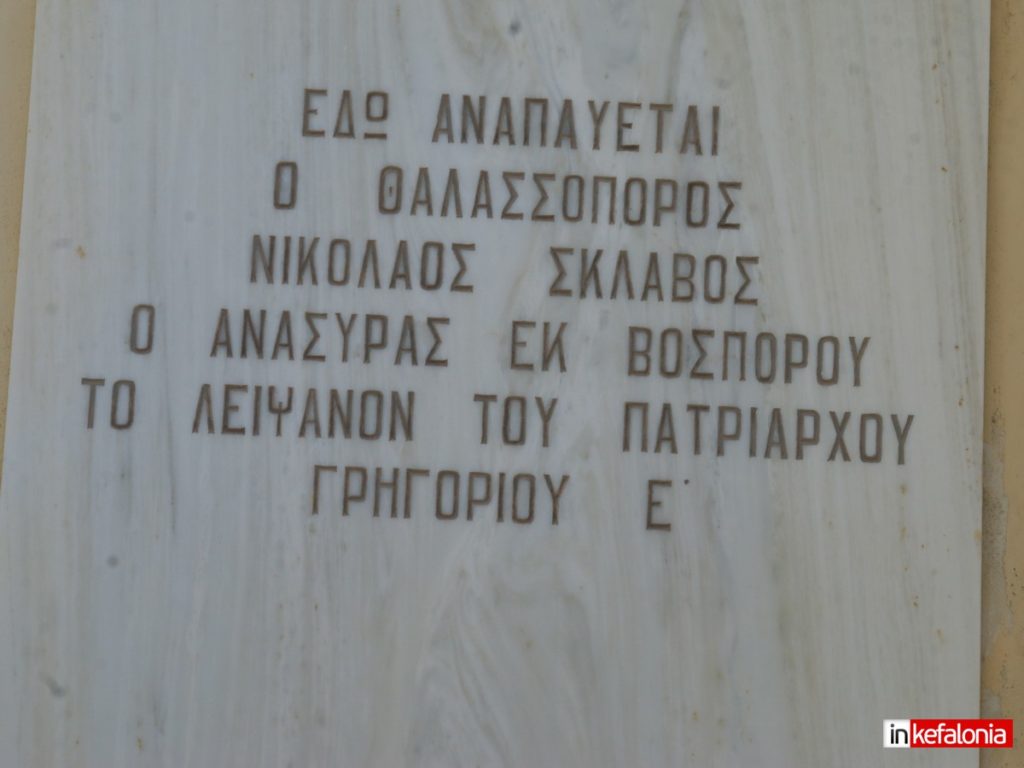 ΕΔΩ ΑΝΑΠΑΥΕΤΑΙ
Ο ΘΑΛΑΣΣΟΠΟΡΟΣ
ΝΙΚΟΛΑΟΣ ΣΚΛΑΒΟΣ
Ο ΑΝΑΣΥΡΑΣ ΕΚ ΒΟΣΠΟΡΟΥ
ΤΟ ΛΕΙΨΑΝΟΝ ΤΟΥ ΠΑΤΡΙΑΡΧΟΥ
ΓΡΗΓΟΡΙΟΥ Ε΄
inkefalonia